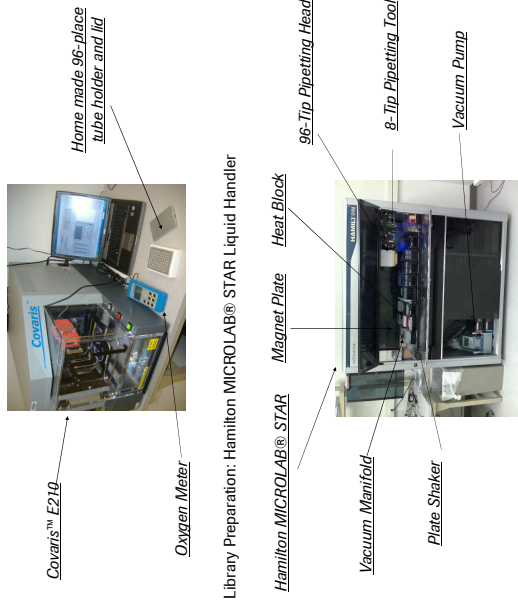 Home made 96-place
tube holder and lid
Covaris™ E210
Oxygen Meter
Covaris
Library Preparation: Hamilton MICROLAB® STAR Liquid Handler
Hamilton MICROLAB® STAR
Magnet Plate
Heat Block
96-Tip Pipetting Head
8-Tip Pipetting Tool
Vacuum Pump
Vacuum Manifold
Plate Shaker
HAMILTON